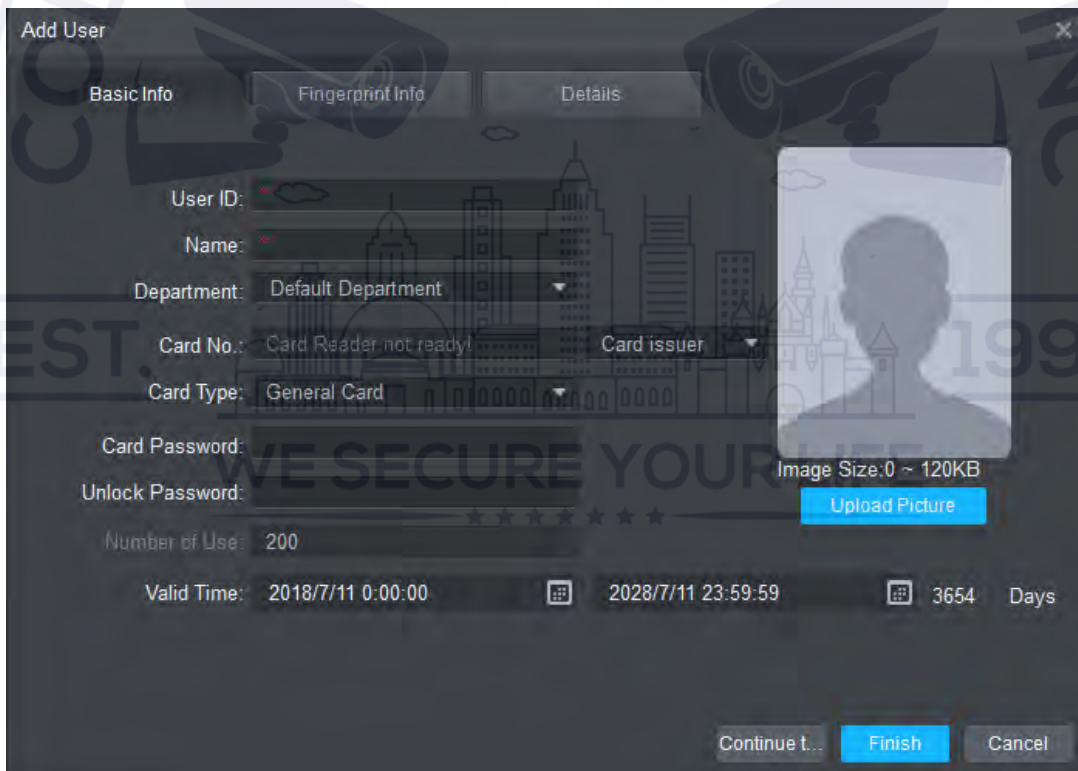 Add User
Basic Info Fingerprint Info Details
User ID: *
Name: *
Department: Default Department
Card No.: Card Reader not ready! Card issuer
Card Type: General Card
Card Password:
Unlock Password:
Number of Use: 200
Valid Time: 2018/7/11 0:00:00 2028/7/11 23:59:59 3654 Days
Image Size:0 ~ 120KB
Upload Picture
Continue t... Finish Cancel
EST. 199
WE SECURE YOUR LIFE